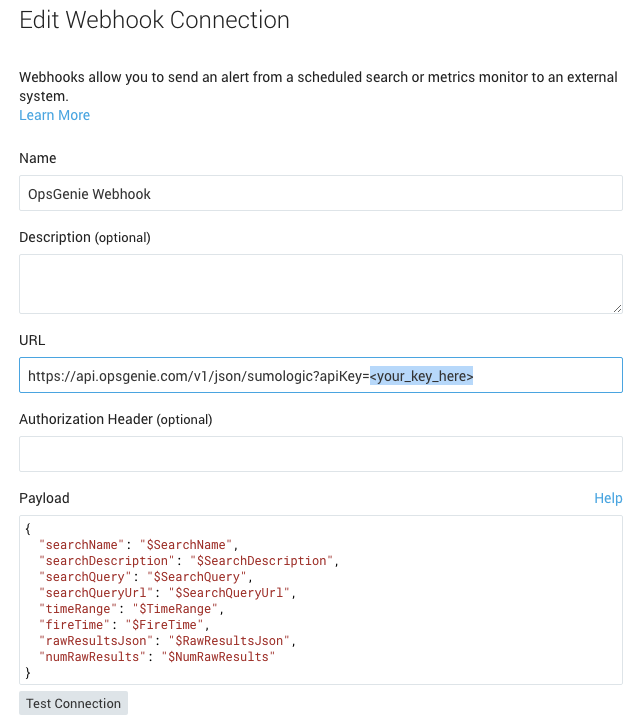 Edit Webhook Connection
Webhooks allow you to send an alert from a scheduled search or metrics monitor to an external
system.
Learn More
Name
OpsGenie Webhook
Description (optional)
URL
https://api.opsgenie.com/v1/json/sumologic?apiKey=<your_key_here>
Authorization Header (optional)
Payload Help
{
"searchName": "$SearchName",
"searchDescription": "$SearchDescription",
"searchQuery": "$SearchQuery",
"searchQueryUrl": "$SearchQueryUrl",
"timeRange": "$TimeRange",
"fireTime": "$FireTime",
"rawResultsJson": "$RawResultsJson",
"numRawResults": "$NumRawResults"
}
Test Connection